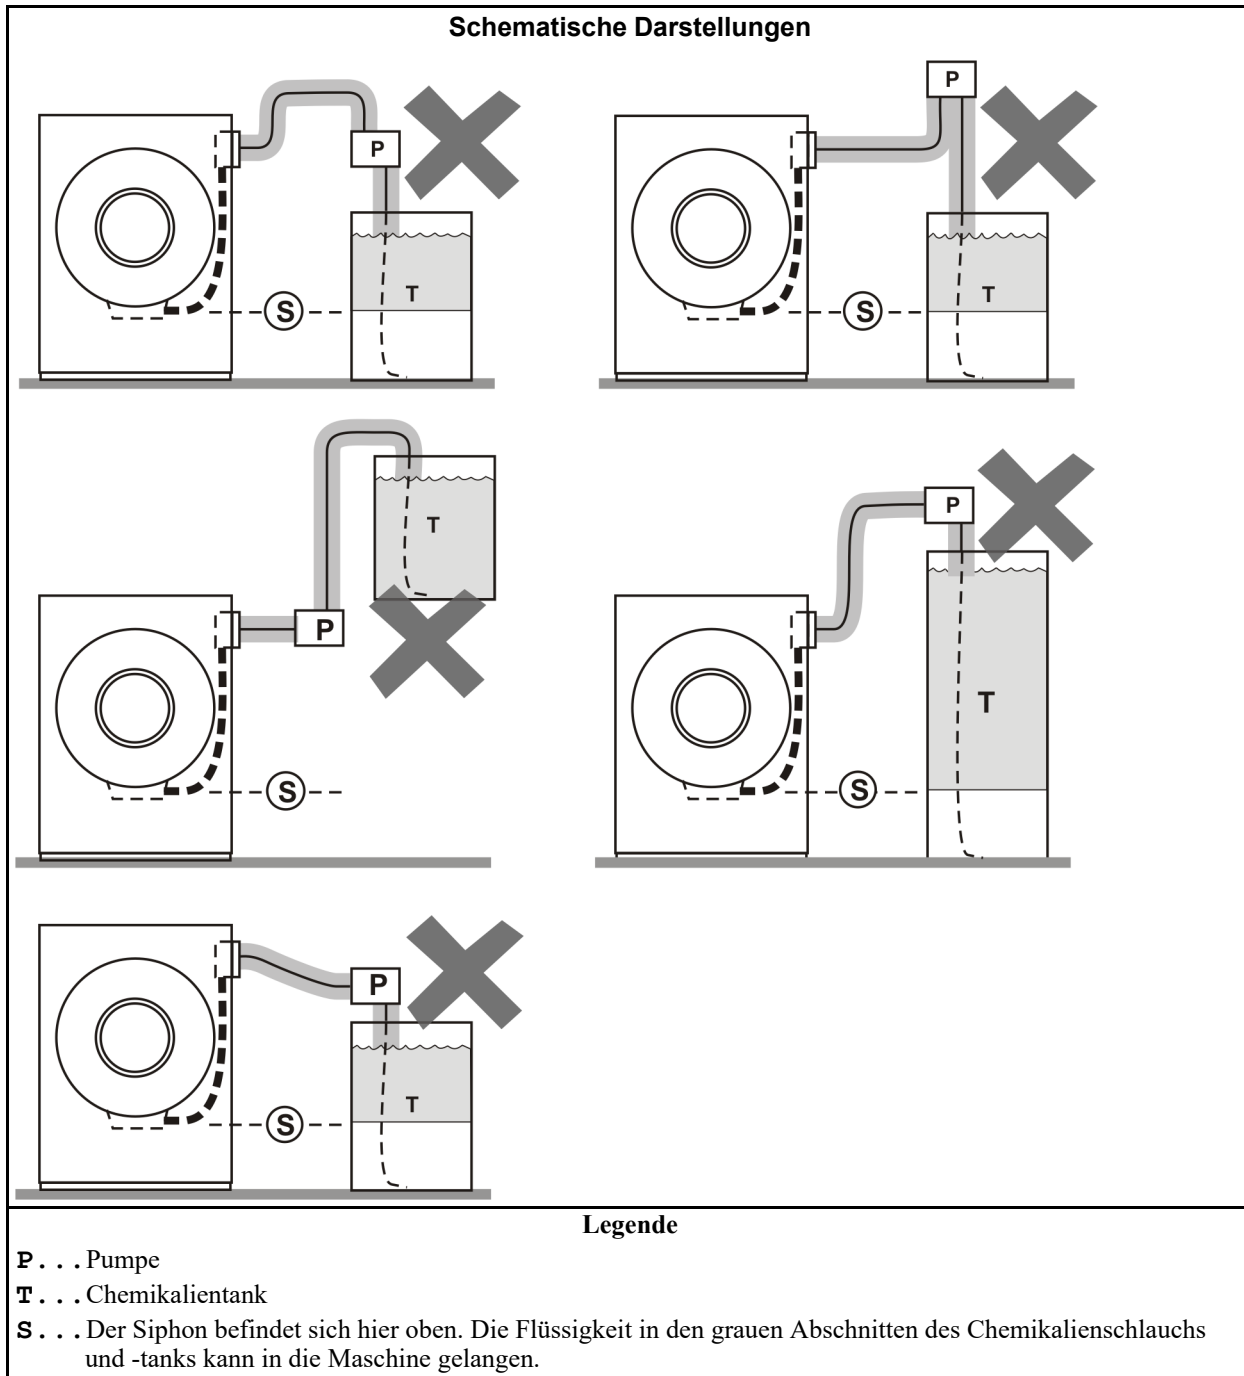 Schematische Darstellungen
P
T
S
P
T
S
T
P
S
P
T
S
P
T
S
Legende
P...Pumpe
T...Chemikalientank
S...Der Siphon befindet sich hier oben. Die Flüssigkeit in den grauen Abschnitten des Chemikalienschlauchs
und -tanks kann in die Maschine gelangen.